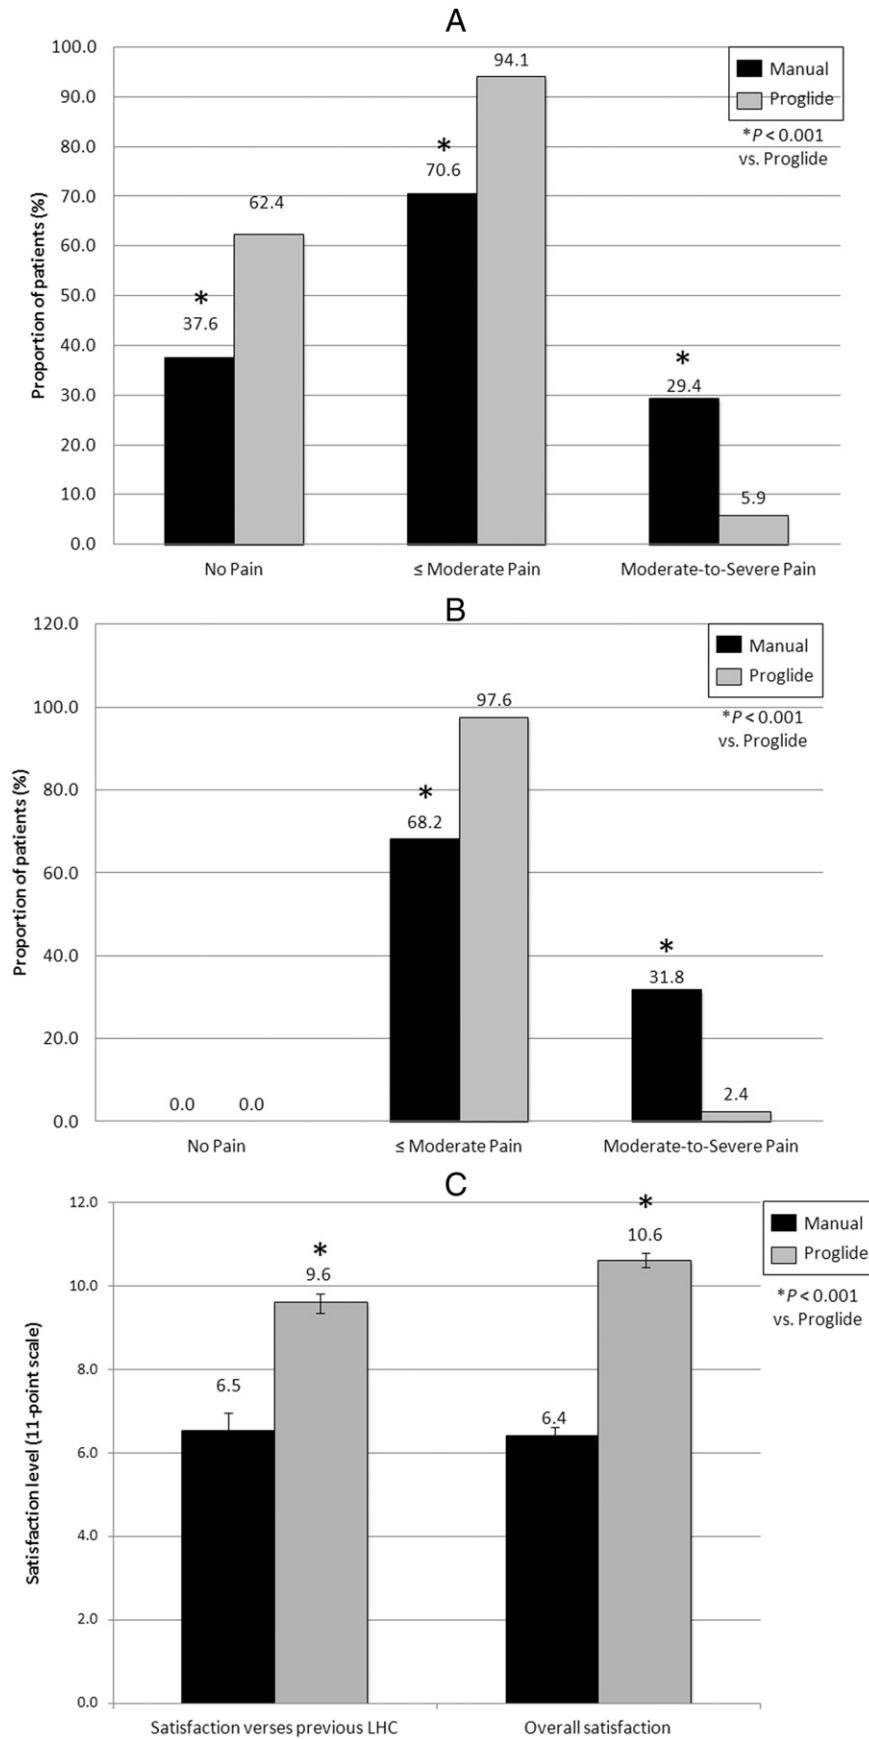 A
100.0
90.0
80.0
70.0
60.0
50.0
40.0
30.0
20.0
10.0
0.0
Proportion of patients (%)
Manual
Proglide
*P < 0.001
vs. Proglide
*
37.6
62.4
*
70.6
94.1
*
29.4
5.9
No Pain
≤ Moderate Pain
Moderate-to-Severe Pain
B
120.0
100.0
80.0
60.0
40.0
20.0
0.0
Proportion of patients (%)
Manual
Proglide
*P < 0.001
vs. Proglide
0.0
0.0
*
68.2
97.6
*
31.8
2.4
No Pain
≤ Moderate Pain
Moderate-to-Severe Pain
C
12.0
10.0
8.0
6.0
4.0
2.0
0.0
Satisfaction level (11-point scale)
Manual
Proglide
*P < 0.001
vs. Proglide
6.5
*
9.6
6.4
*
10.6
Satisfaction verses previous LHC
Overall satisfaction